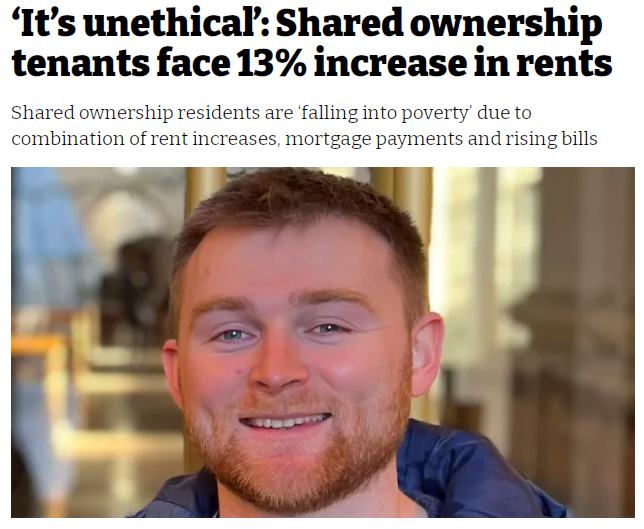 ‘It’s unethical’: Shared ownership
tenants face 13% increase in rents
Shared ownership residents are ‘falling into poverty’ due to
combination of rent increases, mortgage payments and rising bills